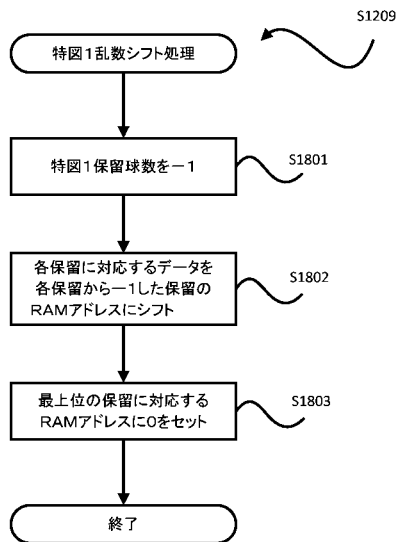 S1209
特図1乱数シフト処理
特図1保留球数を－1
S1801
各保留に対応するデータを
各保留から－1した保留の
RAMアドレスにシフト
S1802
最上位の保留に対応する
RAMアドレスに0をセット
S1803
終了